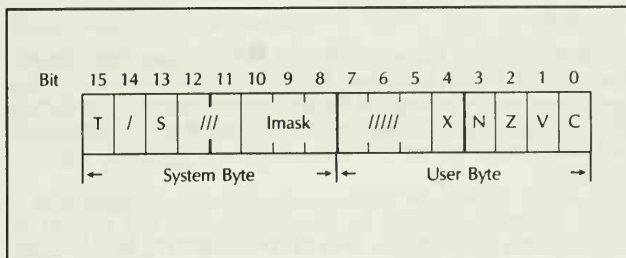 Bit 15 14 13 12 11 10 9 8 7 6 5 4 3 2 1 0
T / S /// Imask ///// X N Z V C
← System Byte → ← User Byte →